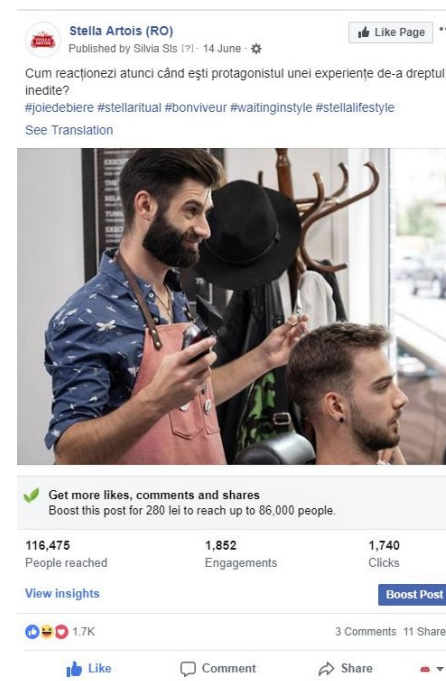 Stella Artois (RO)
Published by Silvia Sls [?] · 14 June ·
Like Page
Cum reacționezi atunci când ești protagonistul unei experiențe de-a dreptul
inedite?
#joiedebiere #stellaritual #bonviveur #waitinginstyle #stellalifestyle
See Translation
Get more likes, comments and shares
Boost this post for 280 lei to reach up to 86,000 people.
116,475 1,852 1,740
People reached Engagements Clicks
View insights Boost Post
1.7K 3 Comments 11 Share
Like Comment Share